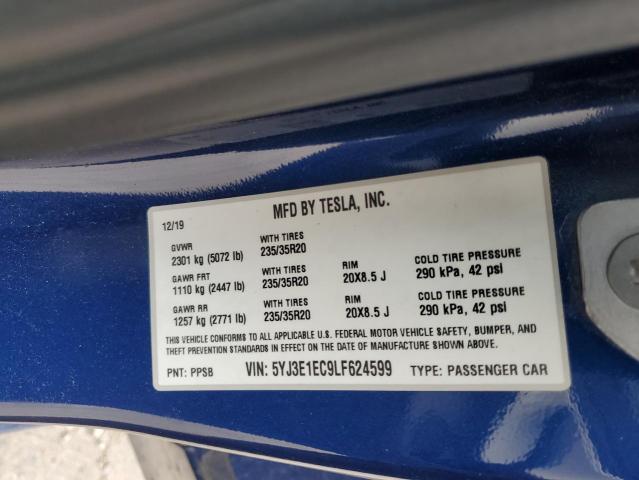 MFD BY TESLA, INC.
12/19
GVWR WITH TIRES
2301 kg (5072 lb) 235/35R20
GAWR FRT WITH TIRES RIM COLD TIRE PRESSURE
1110 kg (2447 lb) 235/35R20 20X8.5 J 290 kPa, 42 psi
GAWR RR WITH TIRES RIM COLD TIRE PRESSURE
1257 kg (2771 lb) 235/35R20 20X8.5 J 290 kPa, 42 psi
THIS VEHICLE CONFORMS TO ALL APPLICABLE U.S. FEDERAL MOTOR VEHICLE SAFETY, BUMPER, AND
THEFT PREVENTION STANDARDS IN EFFECT ON THE DATE OF MANUFACTURE SHOWN ABOVE.
PNT: PPSB VIN: 5YJ3E1EC9LF624599 TYPE: PASSENGER CAR